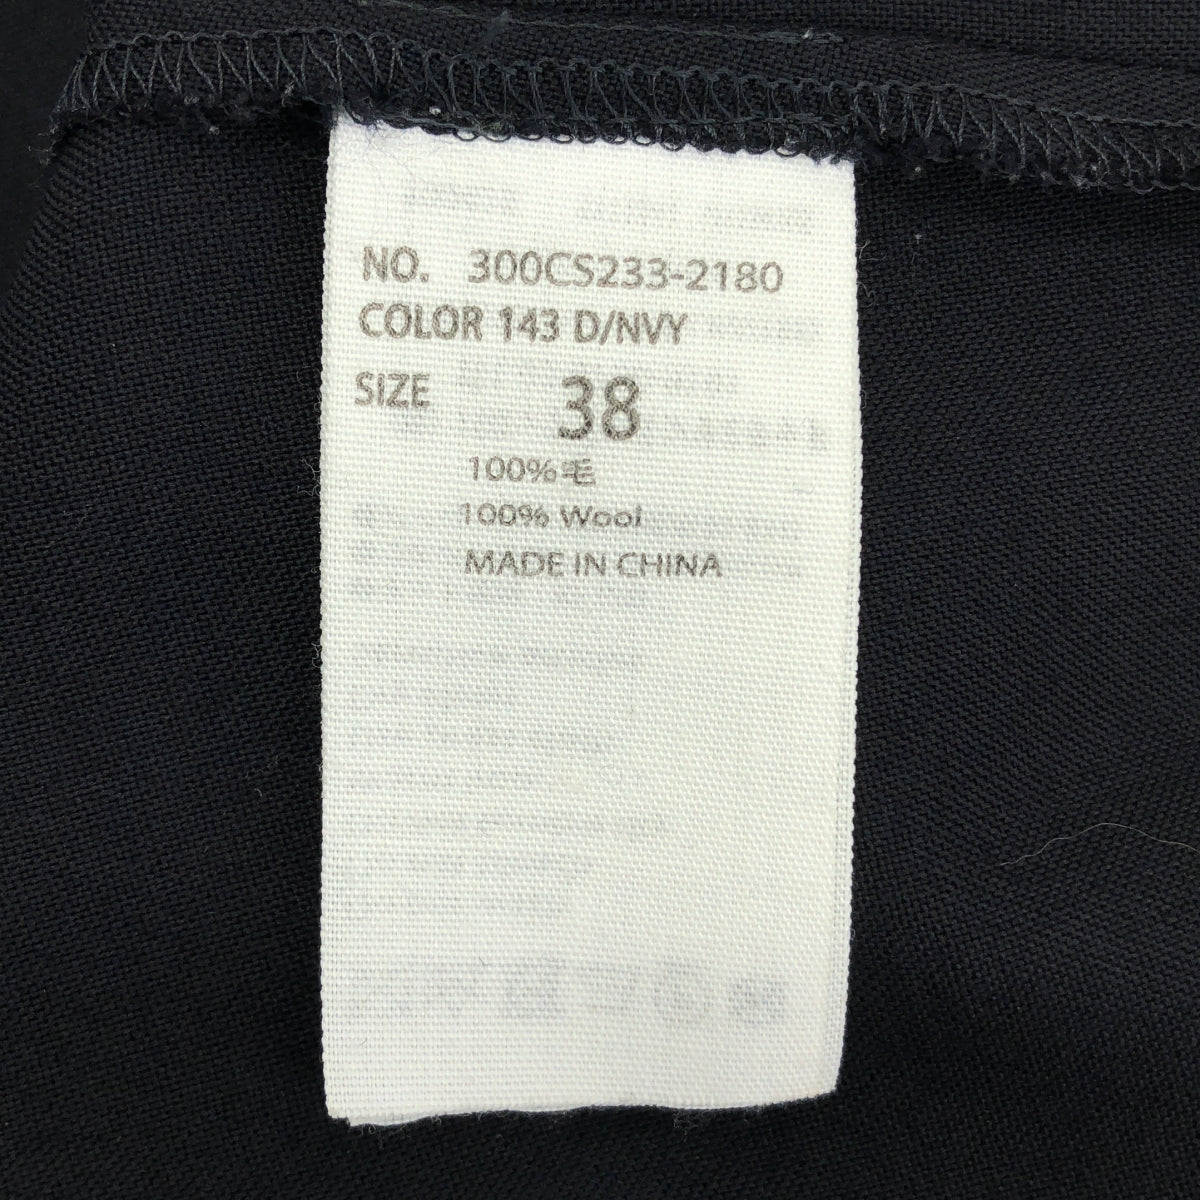 NO. 300CS233-2180
COLOR 143 D/NVY
SIZE 38
100%毛
100% Wool
MADE IN CHINA